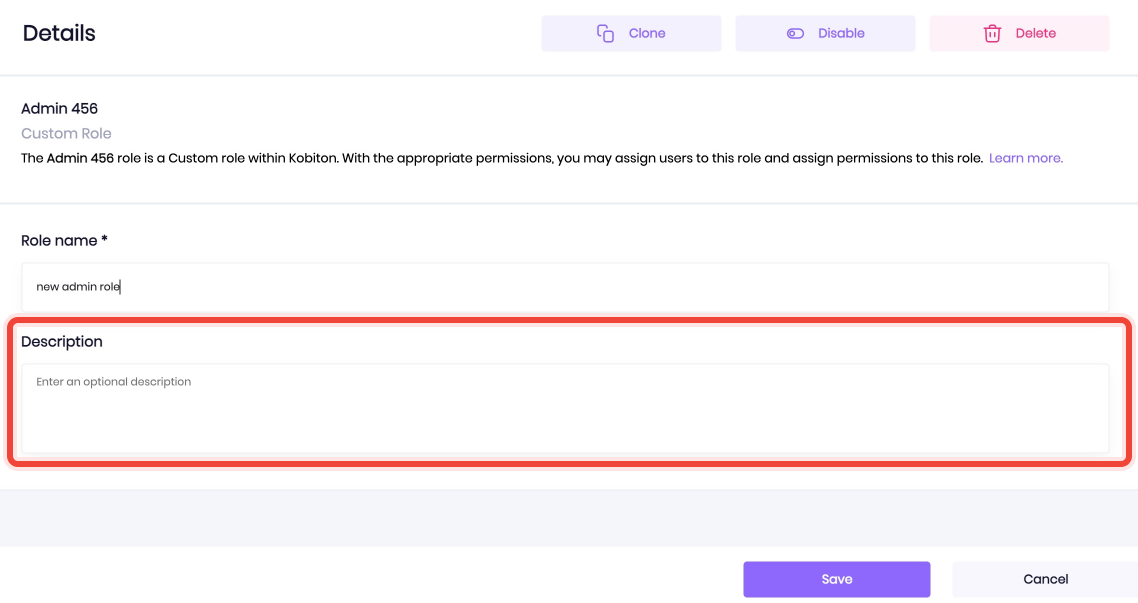 Details
Clone
Disable
Delete
Admin 456
Custom Role
The Admin 456 role is a Custom role within Kobiton. With the appropriate permissions, you may assign users to this role and assign permissions to this role. Learn more.
Role name *
new admin role
Description
Enter an optional description
Save
Cancel